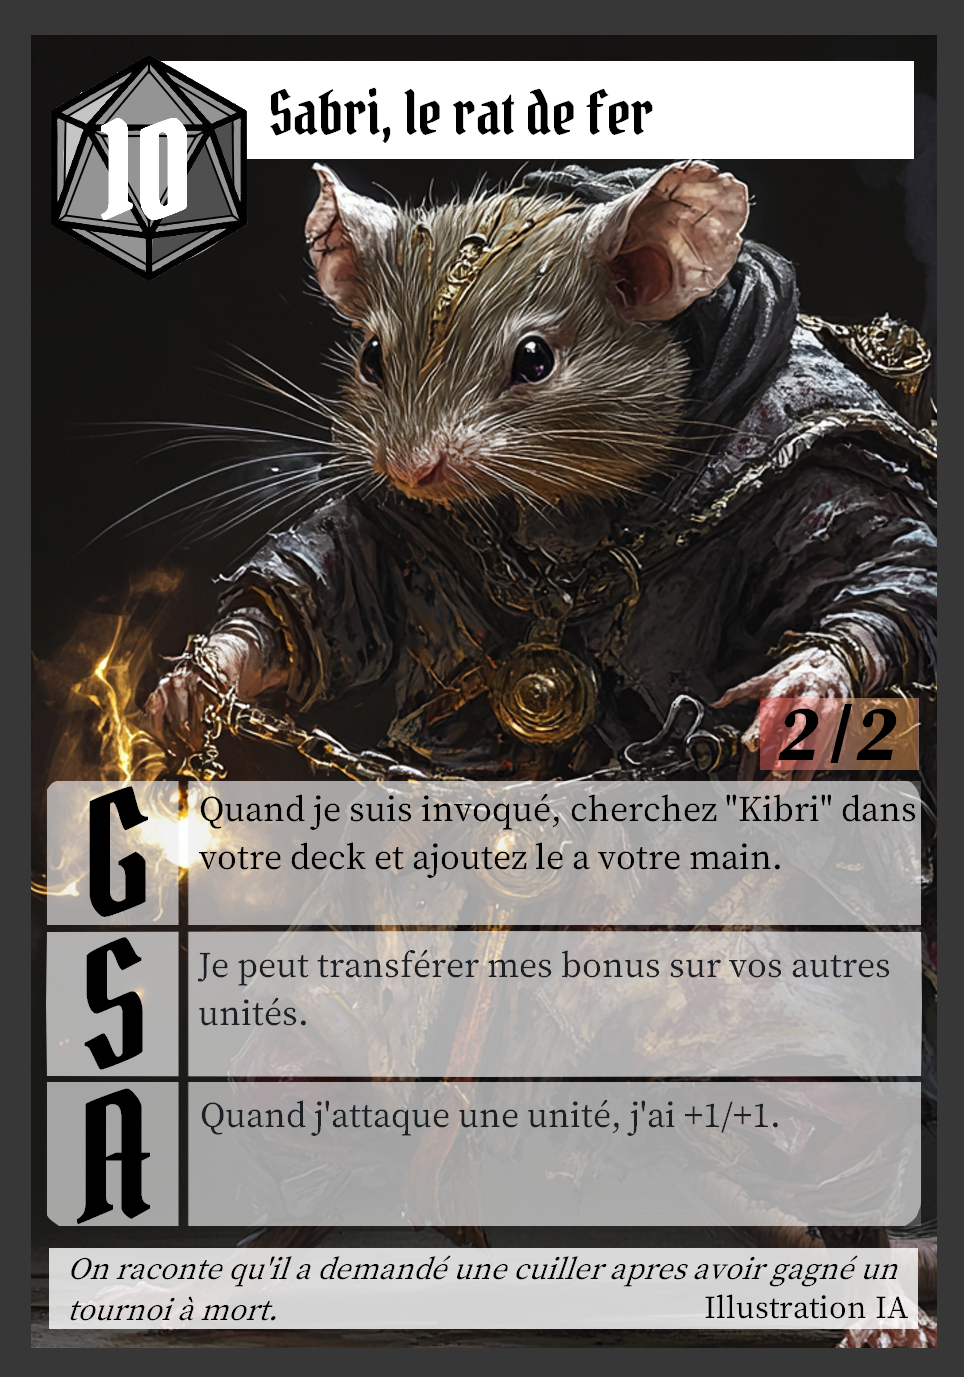 10
Sabri, le rat de fer
2/2
G
Quand je suis invoqué, cherchez "Kibri" dans
votre deck et ajoutez le a votre main.
S
Je peut transférer mes bonus sur vos autres
unités.
A
Quand j'attaque une unité, j'ai +1/+1.
On raconte qu'il a demandé une cuiller apres avoir gagné un
tournoi à mort.
Illustration IA